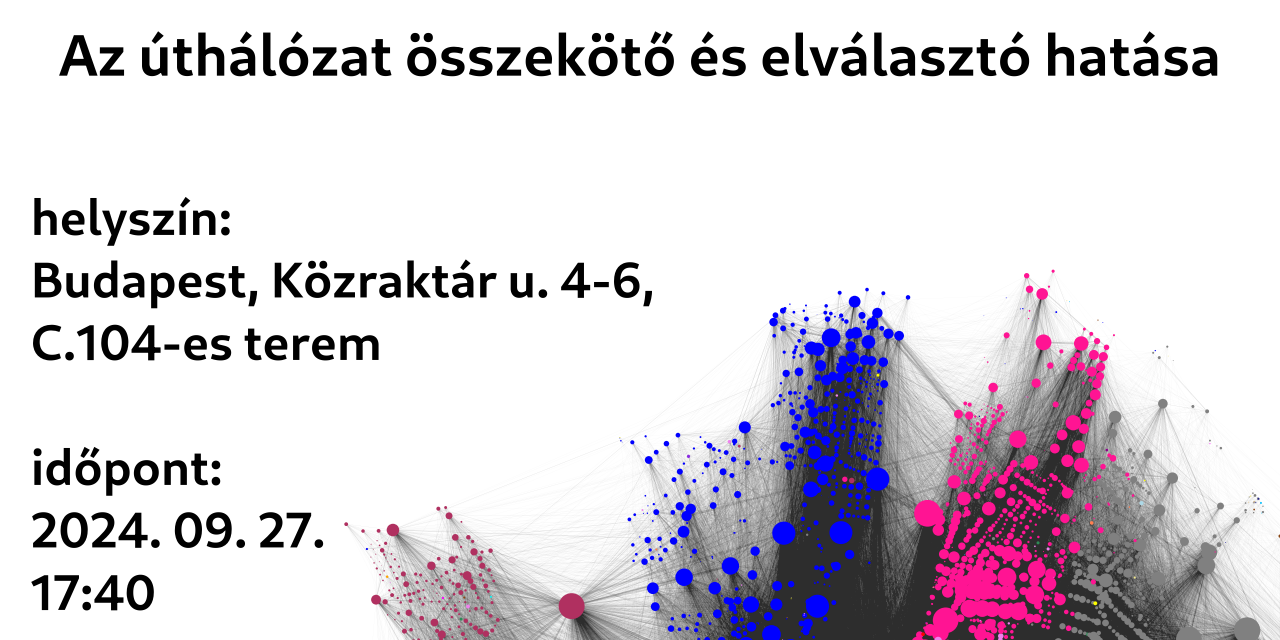 Az úthálózat összekötő és elválasztó hatása
helyszín:
Budapest, Közraktár u. 4-6,
C.104-es terem
időpont:
2024. 09. 27.
17:40